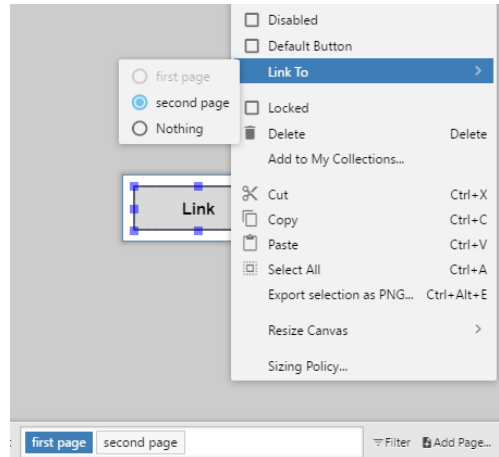 Disabled
Default Button
Link To
first page
second page
Nothing
Locked
Delete Delete
Add to My Collections...
Cut Ctrl+X
Copy Ctrl+C
Paste Ctrl+V
Select All Ctrl+A
Export selection as PNG... Ctrl+Alt+E
Resize Canvas
Sizing Policy...
Link
first page second page Filter Add Page...